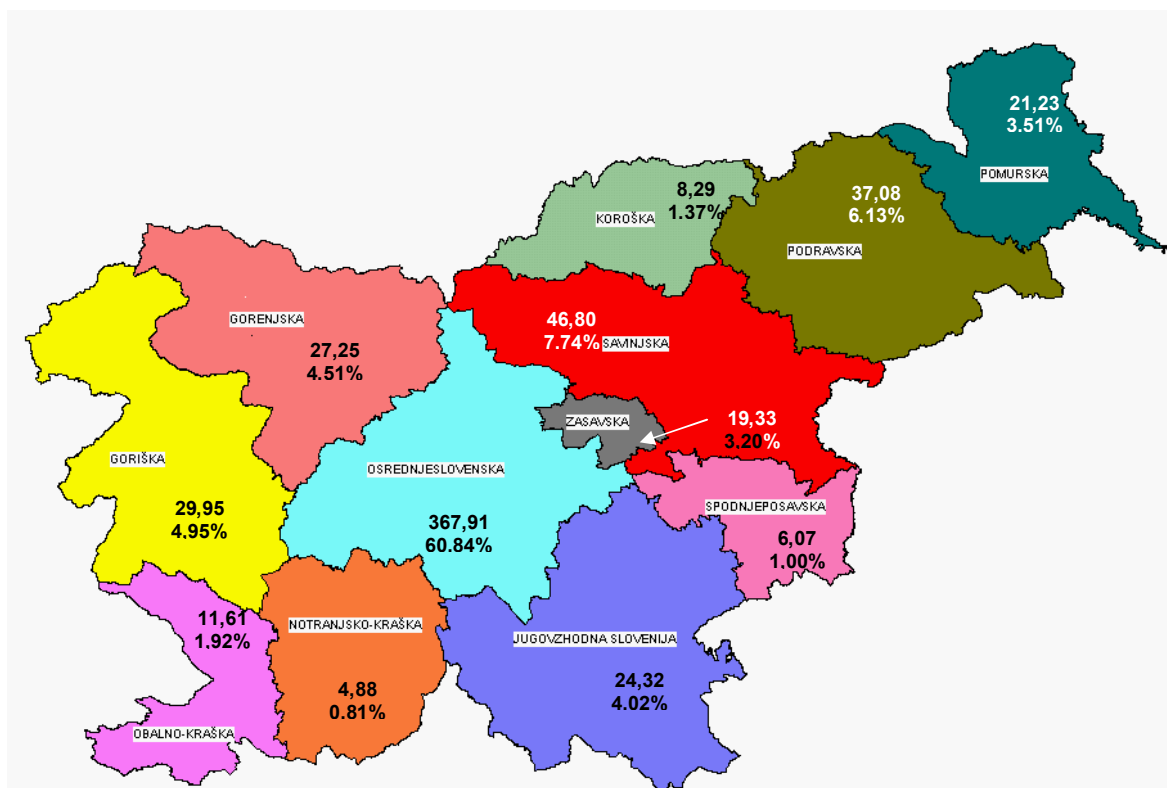 21,23
3.51%
POMURSKA
8,29
1.37%
KOROŠKA
37,08
6.13%
PODRAVSKA
GORENJSKA
27,25
4.51%
46,80
7.74%
SAVINJSKA
ZASAVSKA
19,33
3,20%
GORIŠKA
29,95
4.95%
OSREDNJESLOVENSKA
367,91
60.84%
SPODNJEPOSAVSKA
6,07
1.00%
11,61
1,92%
OBALNO-KRAŠKA
NOTRANJSKO-KRAŠKA
4,88
0.81%
JUGOVZHODNA SLOVENIJA
24,32
4.02%